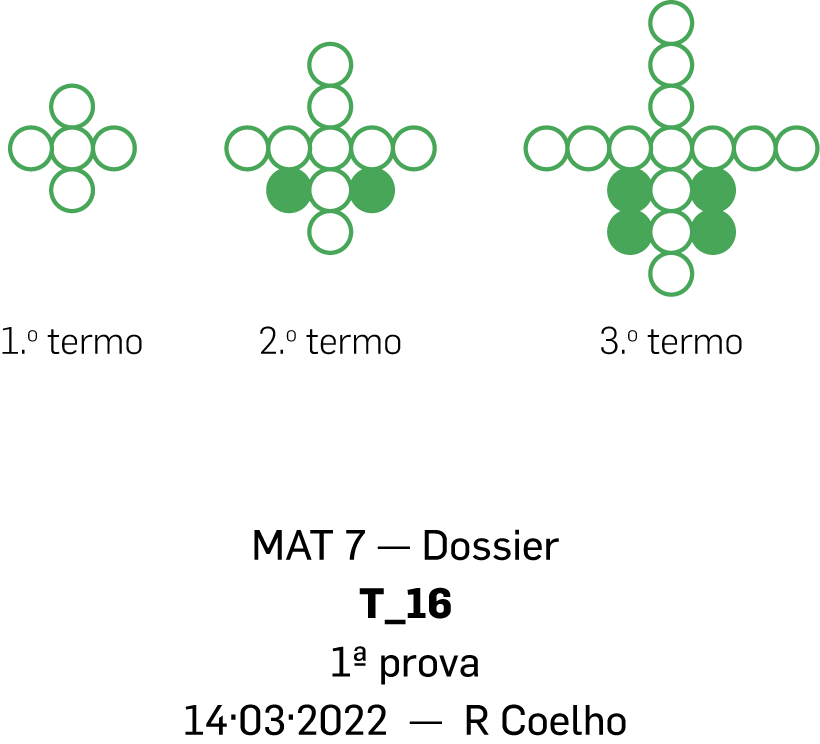 1.º termo 2.º termo 3.º termo
MAT 7 — Dossier
T_16
1ª prova
14·03·2022 — R Coelho